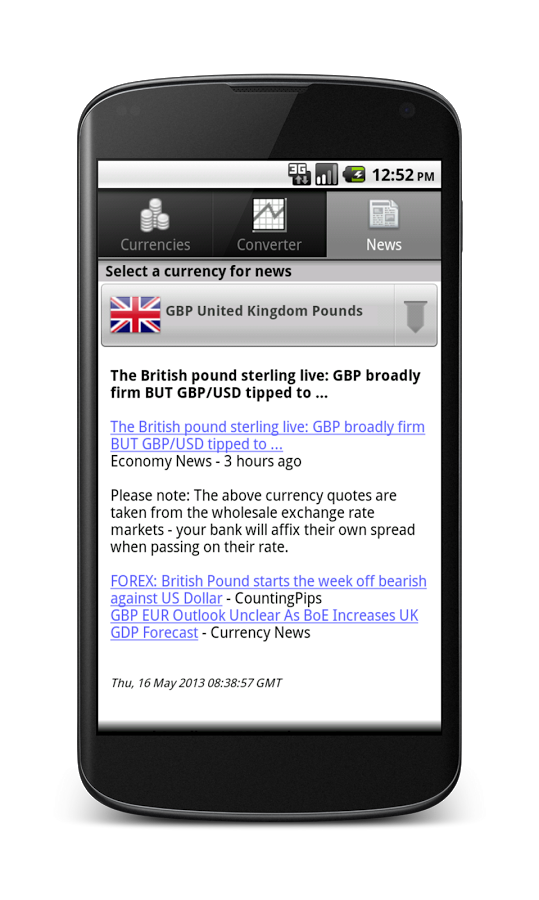 3G
12:52 PM
Currencies
Converter
News
Select a currency for news
GBP United Kingdom Pounds
The British pound sterling live: GBP broadly
firm BUT GBP/USD tipped to ...
The British pound sterling live: GBP broadly firm
BUT GBP/USD tipped to ...
Economy News - 3 hours ago
Please note: The above currency quotes are
taken from the wholesale exchange rate
markets - your bank will affix their own spread
when passing on their rate.
FOREX: British Pound starts the week off bearish
against US Dollar - CountingPips
GBP EUR Outlook Unclear As BoE Increases UK
GDP Forecast - Currency News
Thu, 16 May 2013 08:38:57 GMT